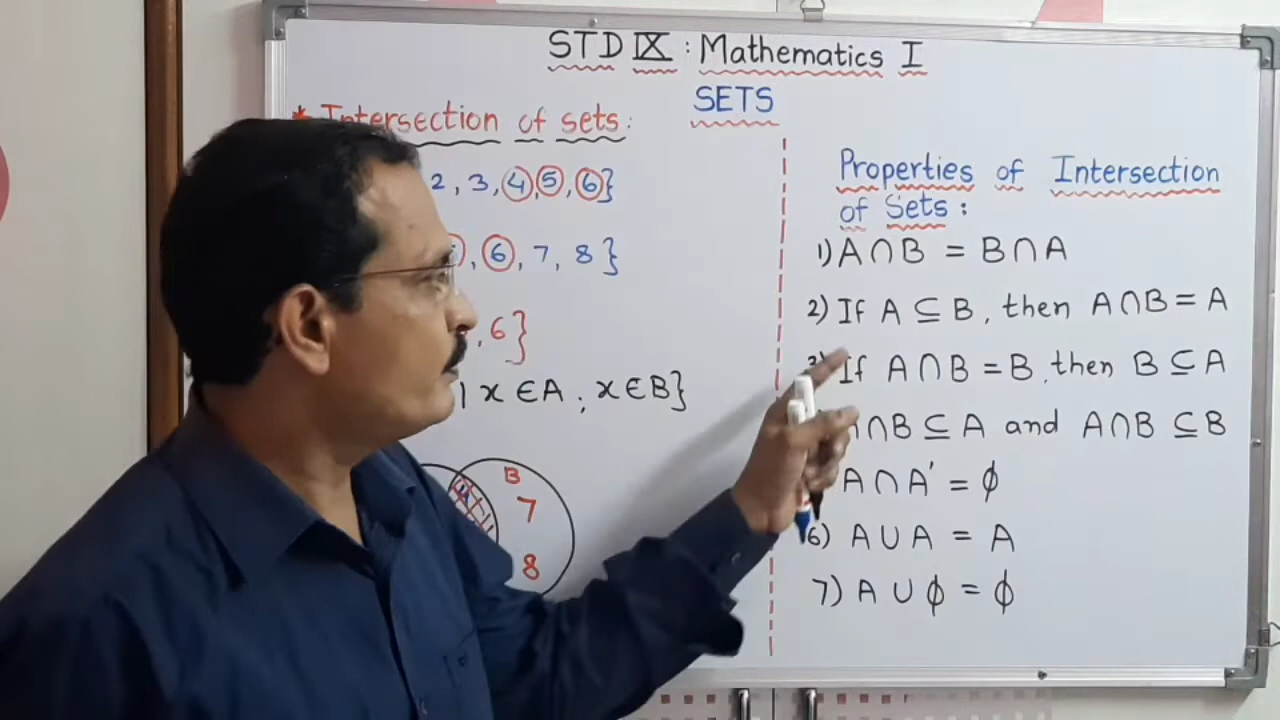 STD IX : Mathematics I
SETS
* Intersection of sets :
2 , 3 , 4 , 5 , 6 }
, 6 , 7 , 8 }
, 6 }
| x ∈ A , x ∈ B }
B
7
8
Properties of Intersection
of Sets :
1) A ∩ B = B ∩ A
2) If A ⊆ B , then A ∩ B = A
If A ∩ B = B , then B ⊆ A
∩ B ⊆ A and A ∩ B ⊆ B
A ∩ A' = ϕ
6) A ∪ A = A
7) A ∪ ϕ = ϕ